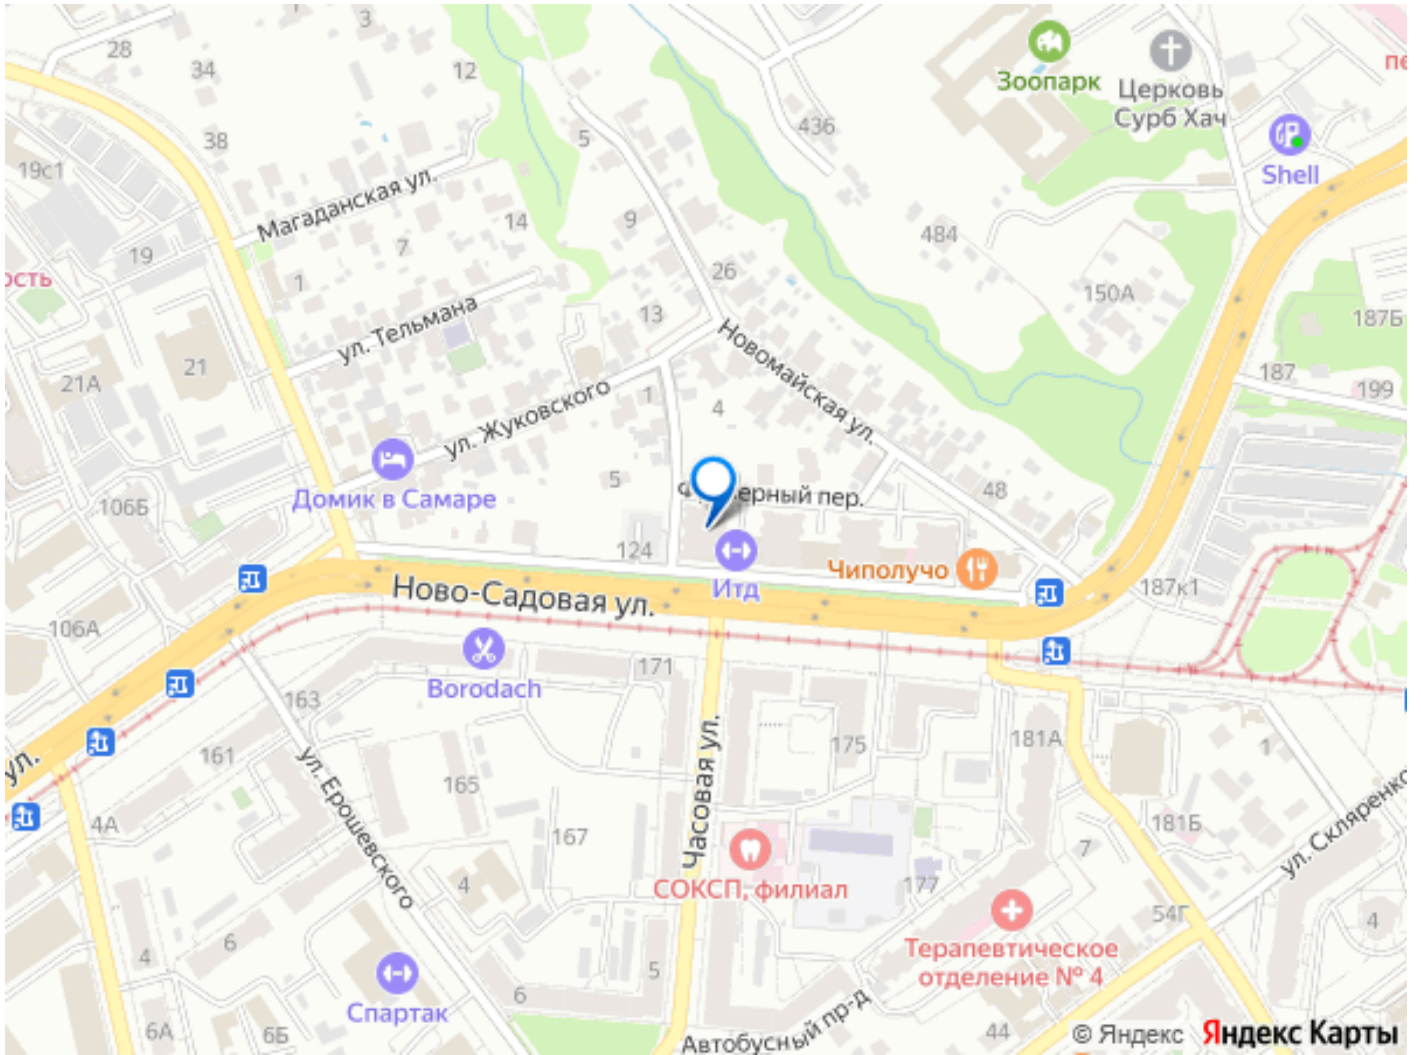 3
28
34
12
Зоопарк
Церковь
Сурб Хач
пе
38
5
436
Shell
19с1
Магаданская ул.
14
9
484
19
7
26
ость
1
150А
ул. Тельмана
13
187Б
Новомайская ул.
21
21А
1
4
187
199
ул. Жуковского
Домик в Самаре
5
48
106Б
ерный пер.
124
Итд
Чиполучо
Ново-Садовая ул.
187к1
106А
Borodach
171
163
ул.
161
ул. Ерошевского
165
Часовая ул.
175
181А
1
4А
167
181Б
ул. Скляренко
СОКСП, филиал
7
4
177
54Г
4
6
Терапевтическое
отделение № 4
4
5
Спартак
6
6А
6Б
Автобусный пр-д
44
© Яндекс Яндекс Карты